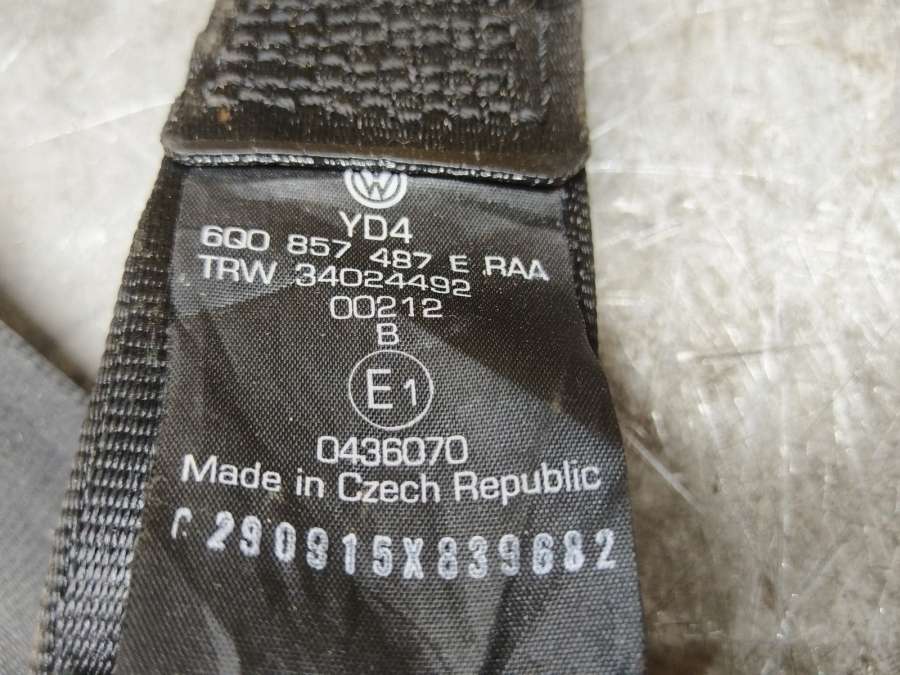 YD4
6Q0 857 487 E RAA
TRW 34024492
00212
B
E1
0436070
Made in Czech Republic
290915X839682